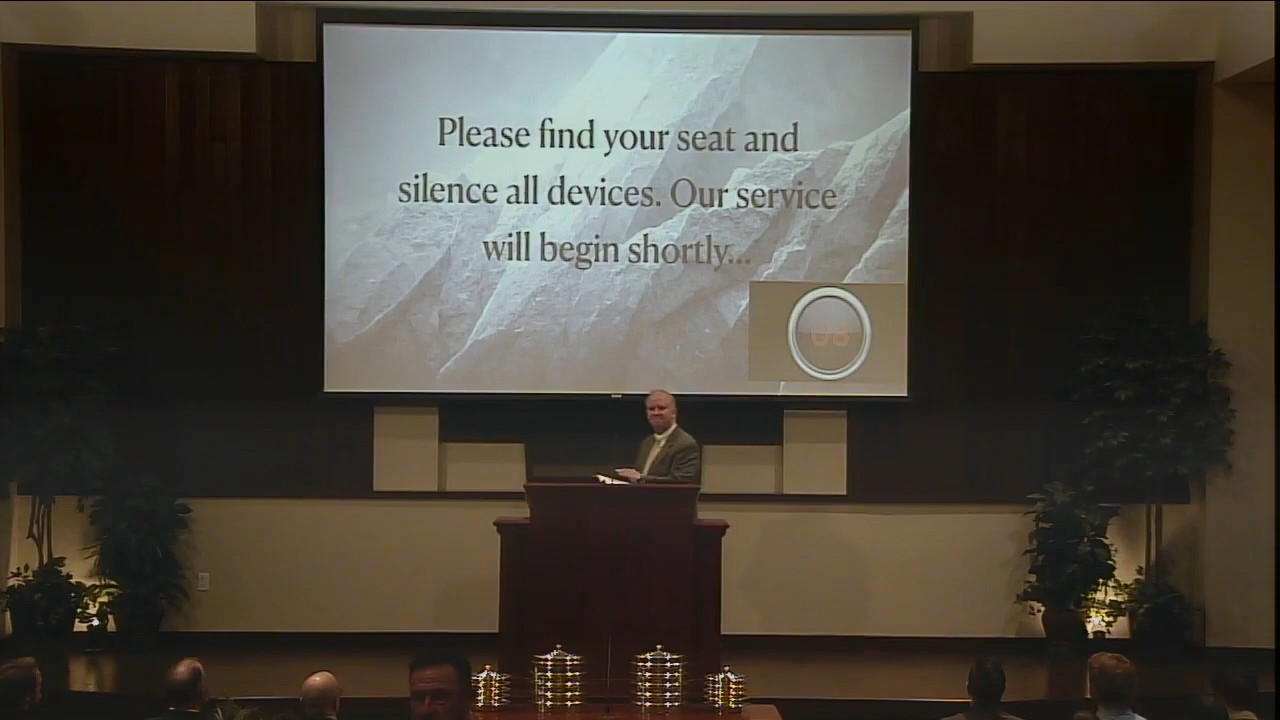 Please find your seat and
silence all devices. Our service
will begin shortly...